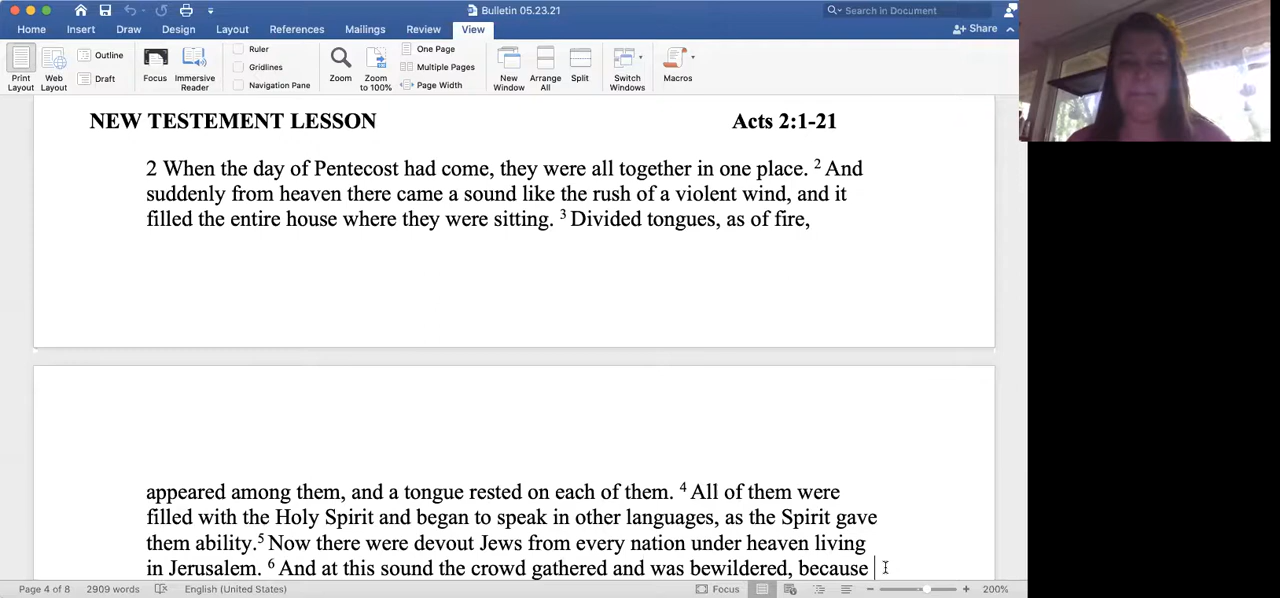 Bulletin 05.23.21
Search in Document
Home Insert Draw Design Layout References Mailings Review View
Share
Print Layout
Web Layout
Outline
Draft
Focus
Immersive Reader
Ruler
Gridlines
Navigation Pane
Zoom
Zoom to 100%
One Page
Multiple Pages
Page Width
New Window
Arrange All
Split
Switch Windows
Macros
NEW TESTEMENT LESSON Acts 2:1-21
2 When the day of Pentecost had come, they were all together in one place. 2 And
suddenly from heaven there came a sound like the rush of a violent wind, and it
filled the entire house where they were sitting. 3 Divided tongues, as of fire,
appeared among them, and a tongue rested on each of them. 4 All of them were
filled with the Holy Spirit and began to speak in other languages, as the Spirit gave
them ability.5 Now there were devout Jews from every nation under heaven living
in Jerusalem. 6 And at this sound the crowd gathered and was bewildered, because
Page 4 of 8 2909 words English (United States) Focus 200%